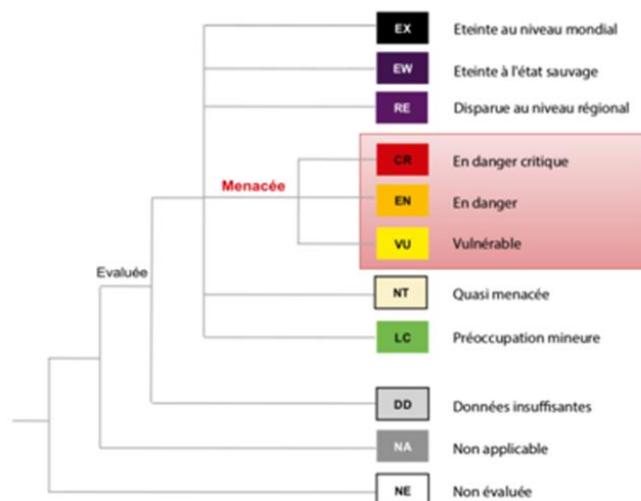 EX Eteinte au niveau mondial
EW Eteinte à l'état sauvage
RE Disparue au niveau régional
CR En danger critique
Menacée
EN En danger
VU Vulnérable
Evaluée
NT Quasi menacée
LC Préoccupation mineure
DD Données insuffisantes
NA Non applicable
NE Non évaluée